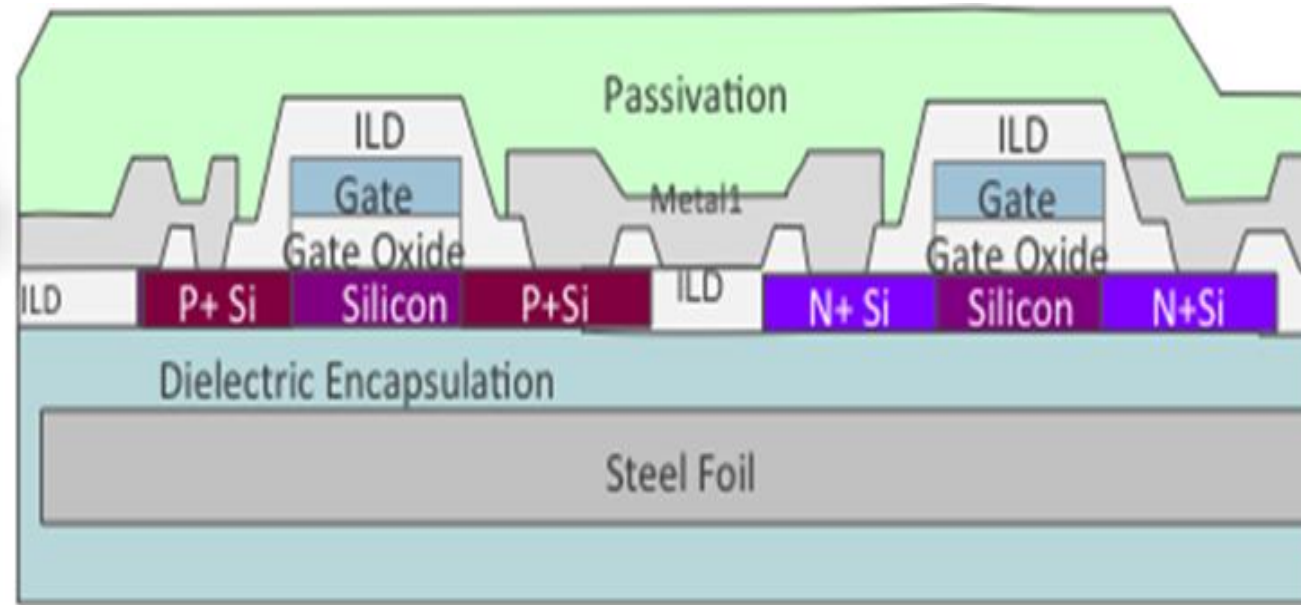 Passivation
ILD
ILD
Gate
Metal1
Gate
Gate Oxide
Gate Oxide
ILD
P+ Si
Silicon
P+Si
ILD
N+ Si
Silicon
N+Si
Dielectric Encapsulation
Steel Foil